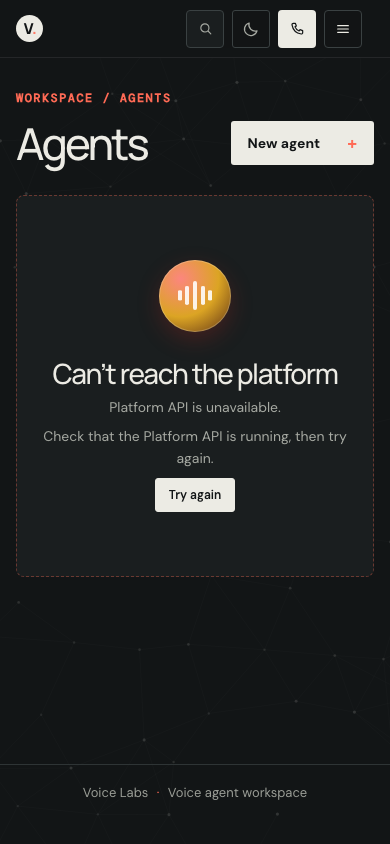 V.
WORKSPACE / AGENTS
Agents
New agent +
Can't reach the platform
Platform API is unavailable.
Check that the Platform API is running, then try
again.
Try again
Voice Labs · Voice agent workspace